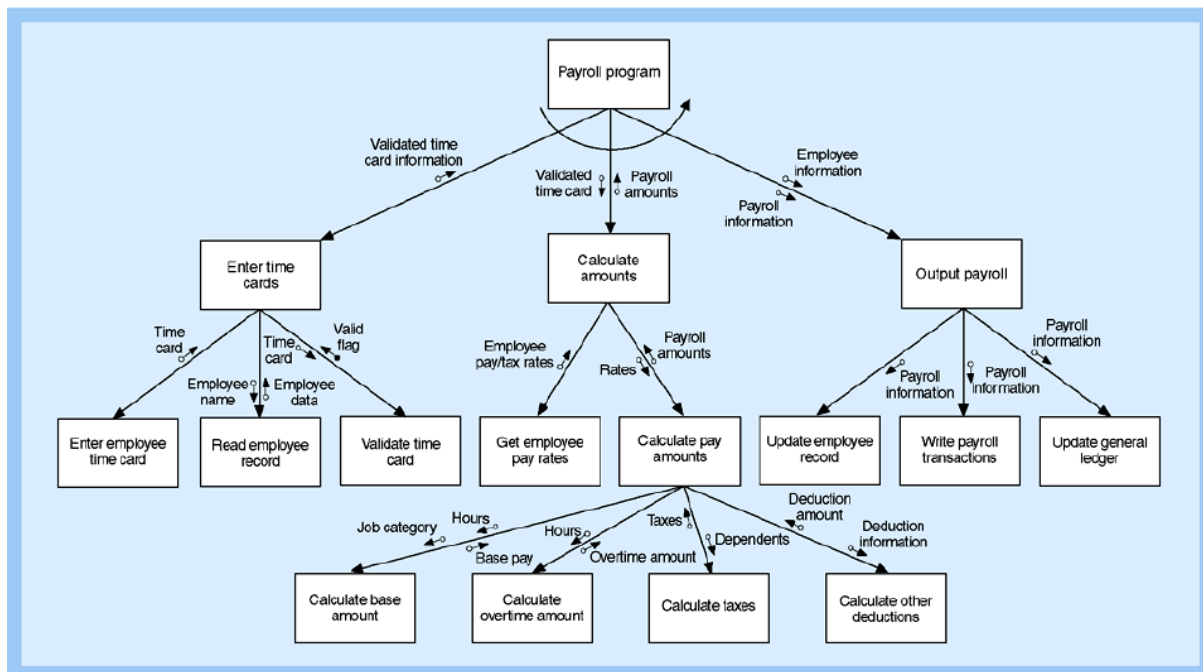 Payroll program
Validated time
card information
Validated
time card
Payroll
amounts
Employee
information
Payroll
information
Enter time
cards
Calculate
amounts
Output payroll
Time
card
Time
card
Valid
flag
Employee
name
Employee
data
Employee
pay/tax rates
Payroll
amounts
Rates
Payroll
information
Payroll
information
Payroll
information
Enter employee
time card
Read employee
record
Validate time
card
Get employee
pay rates
Calculate pay
amounts
Update employee
record
Write payroll
transactions
Update general
ledger
Job category
Hours
Base pay
Hours
Overtime amount
Taxes
Dependents
Deduction
amount
Deduction
information
Calculate base
amount
Calculate
overtime amount
Calculate taxes
Calculate other
deductions